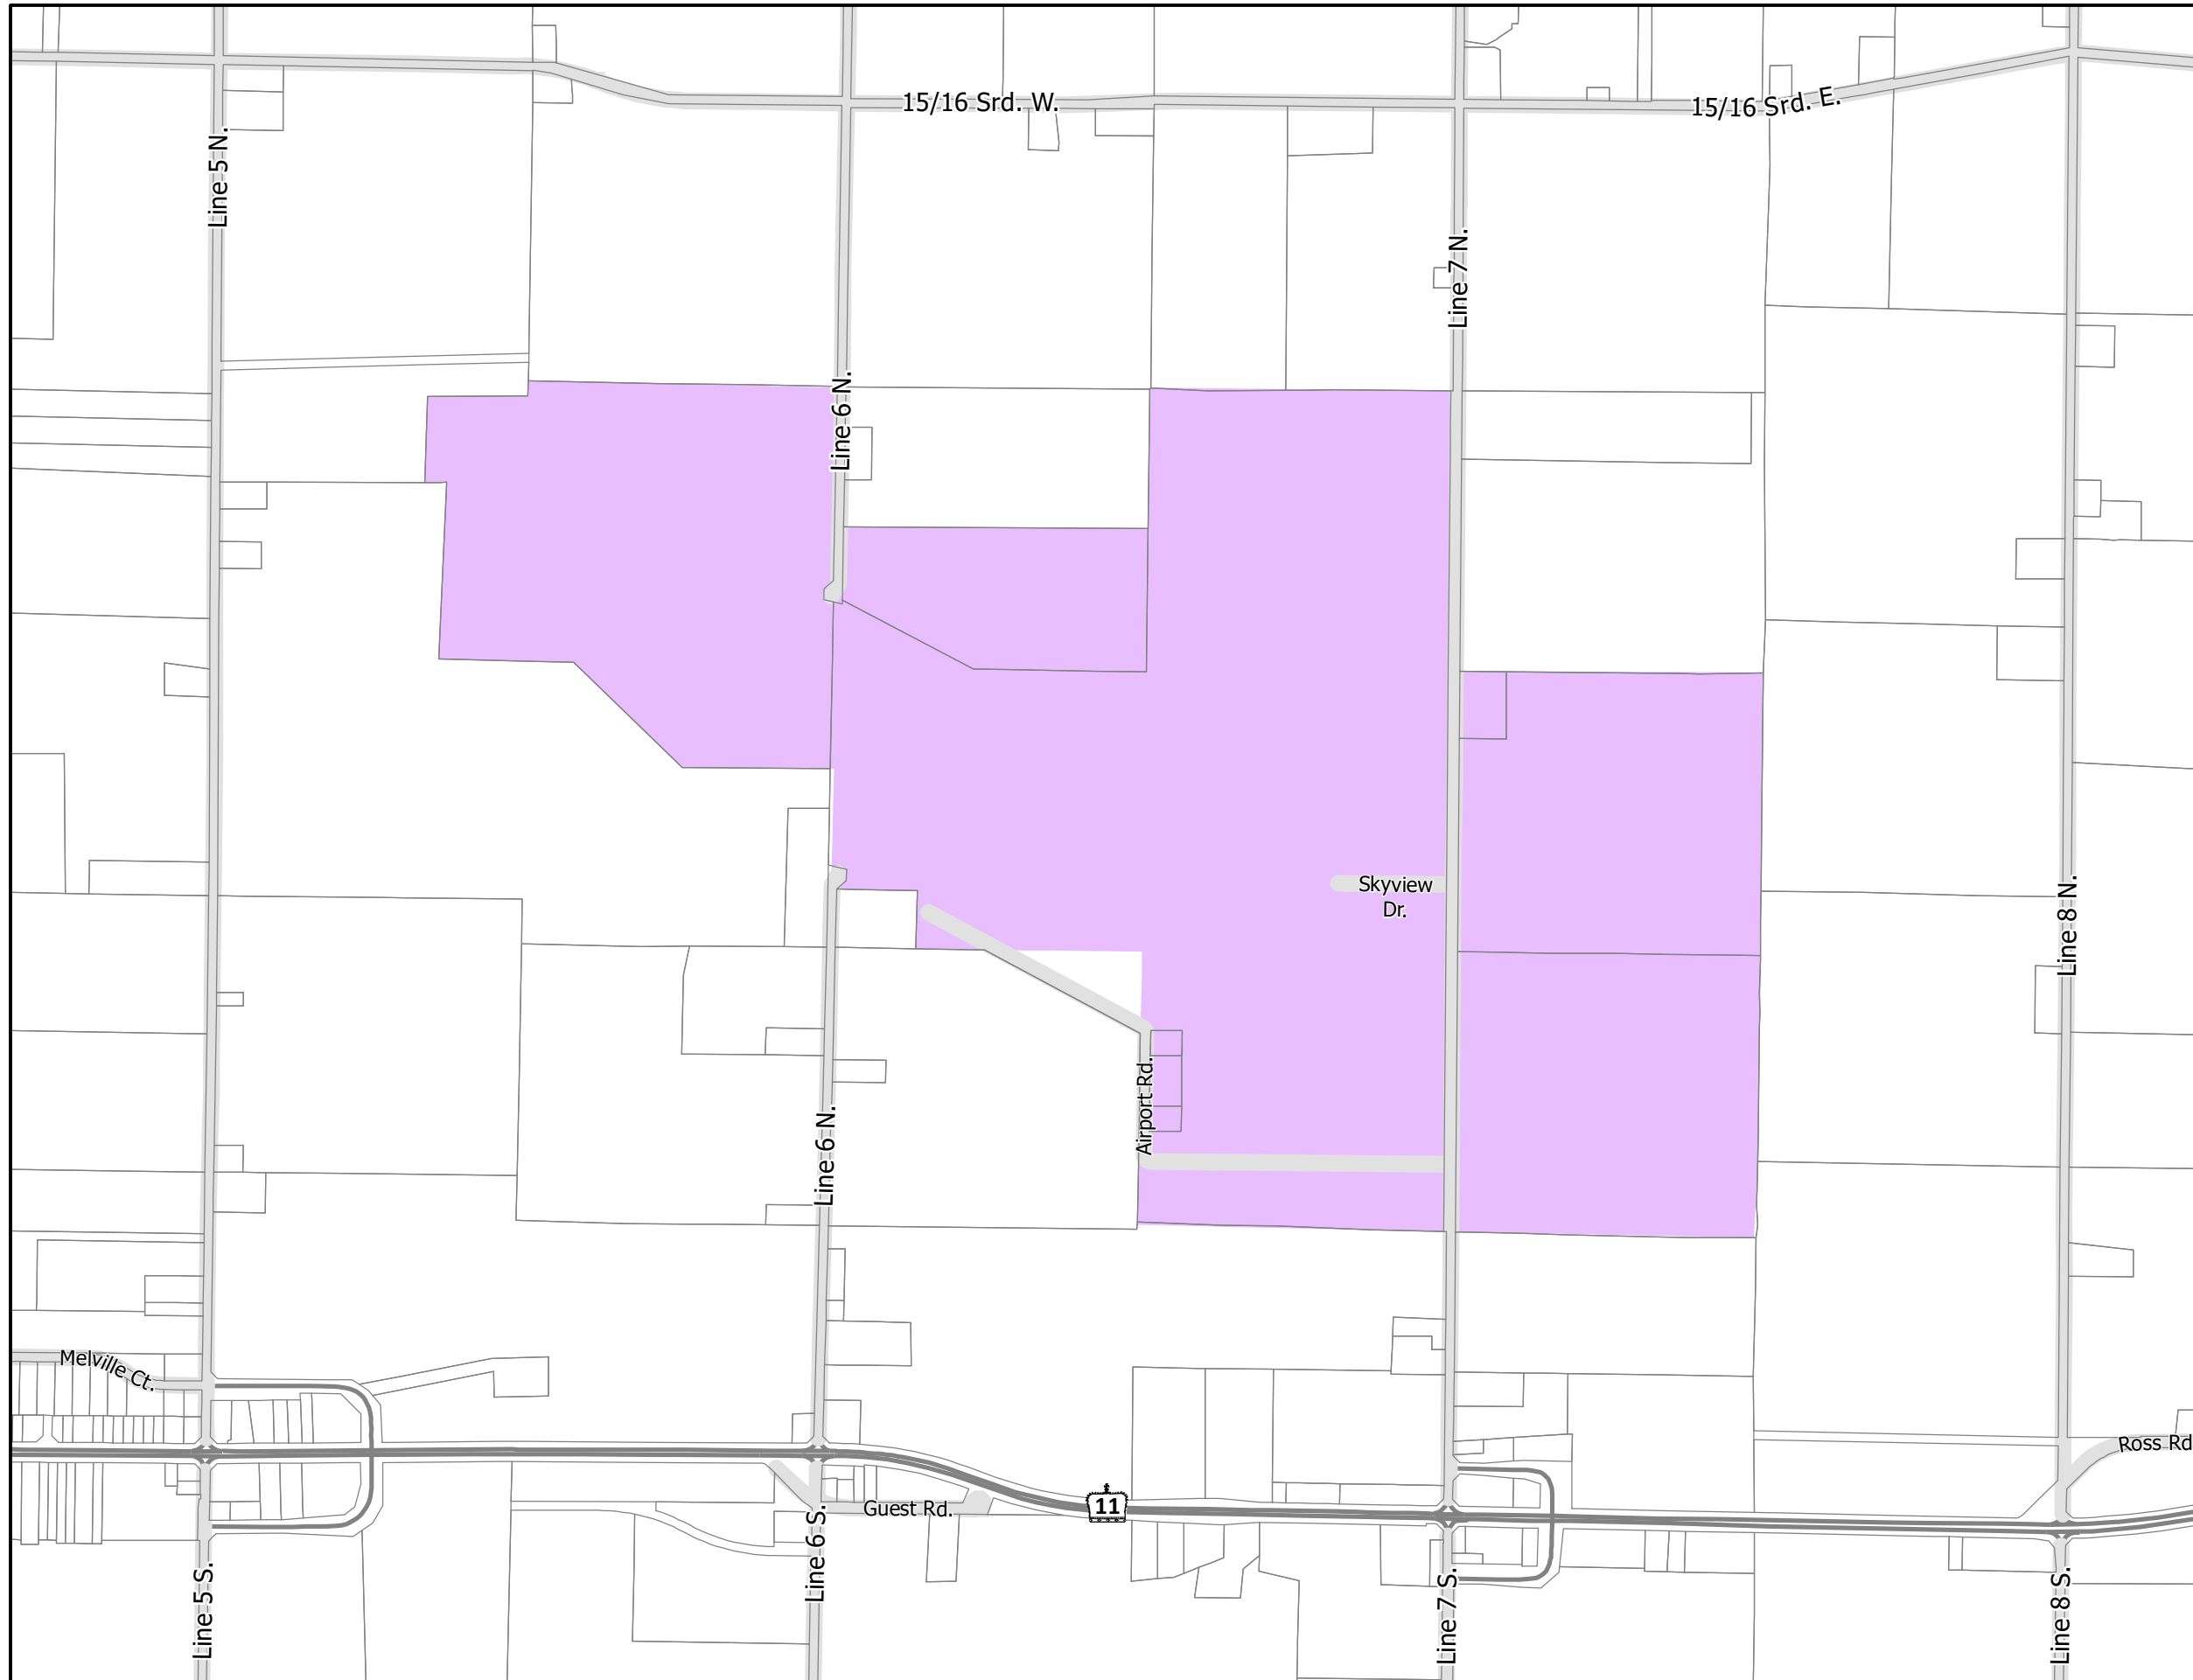 15/16 Srd. W.
15/16 Srd. E.
Line 5 N.
Line 7 N.
Line 6 N.
Skyview
Dr.
Line 8 N.
Airport Rd.
Line 6 N.
Melville Ct.
Ross Rd
11
Guest Rd.
Line 5 S.
Line 6 S.
Line 7 S.
Line 8 S.